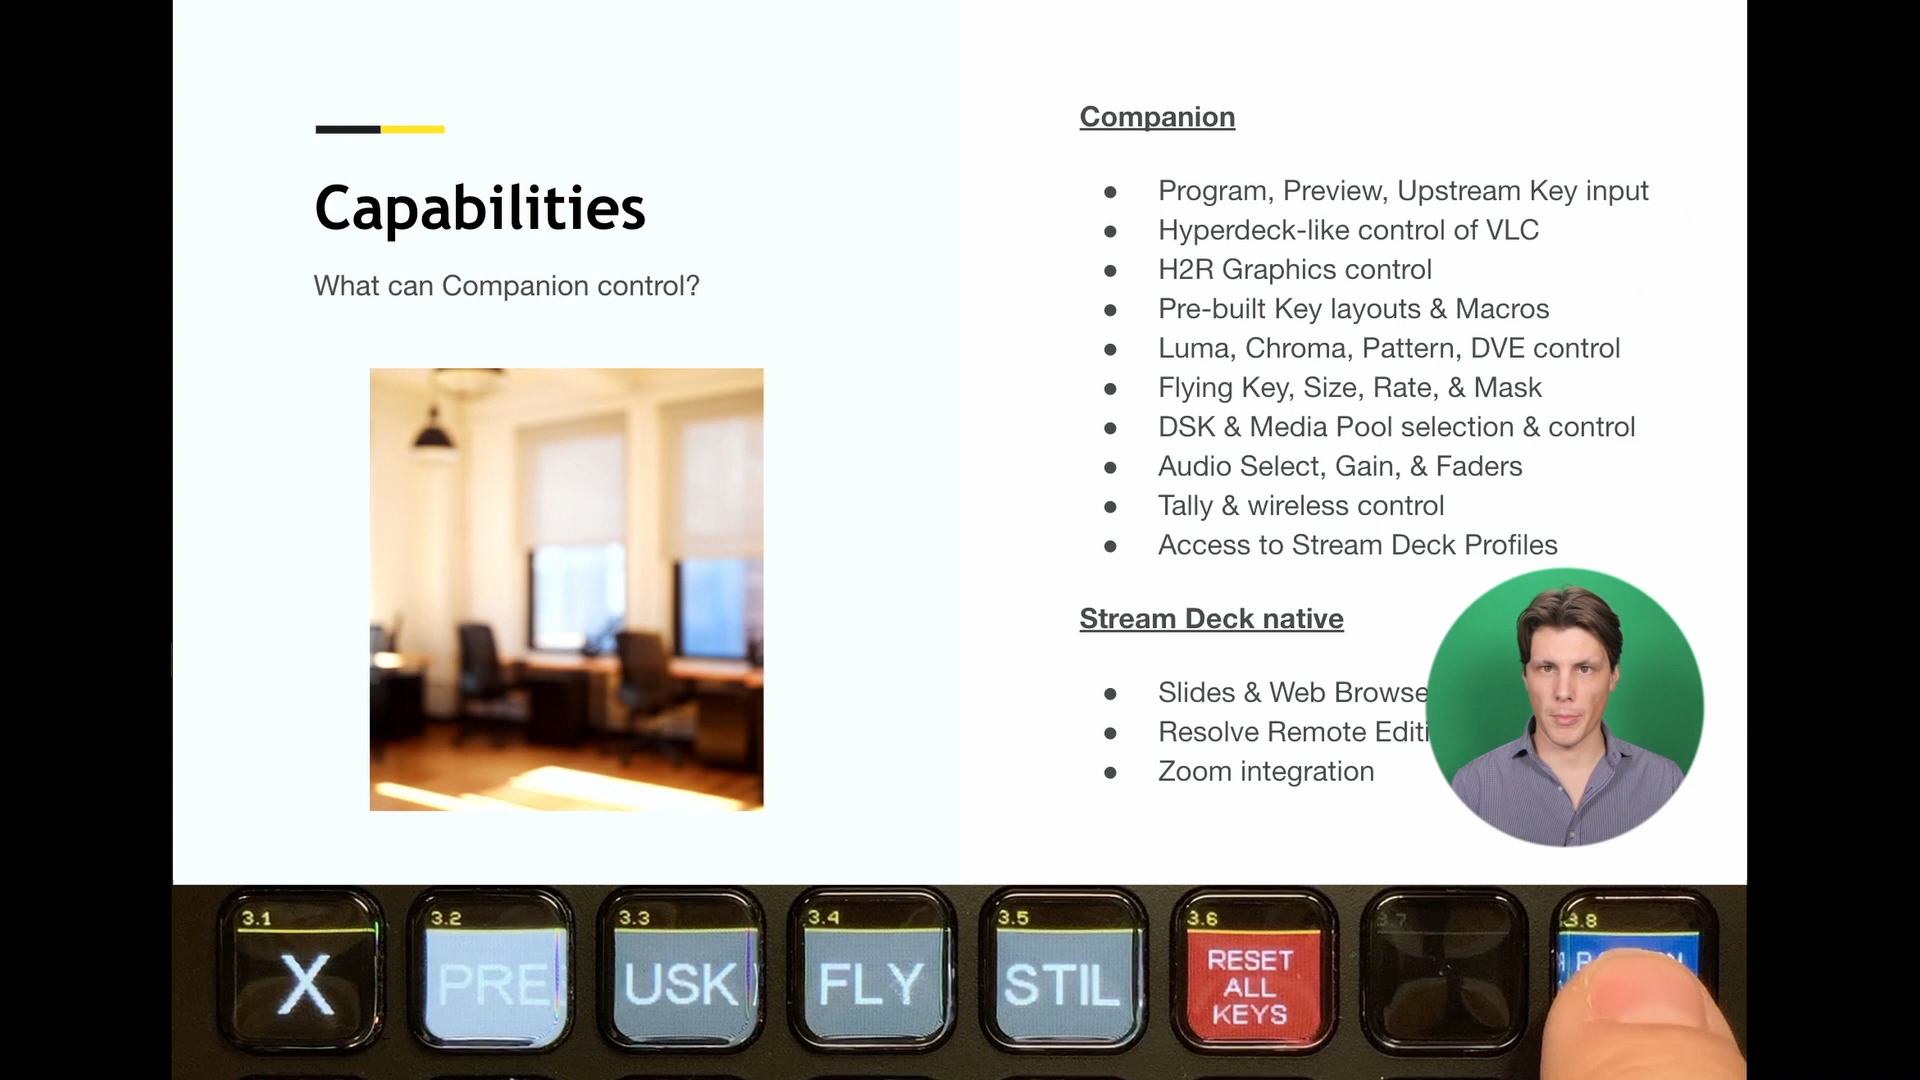 Capabilities
What can Companion control?
Companion
● Program, Preview, Upstream Key input
● Hyperdeck-like control of VLC
● H2R Graphics control
● Pre-built Key layouts & Macros
● Luma, Chroma, Pattern, DVE control
● Flying Key, Size, Rate, & Mask
● DSK & Media Pool selection & control
● Audio Select, Gain, & Faders
● Tally & wireless control
● Access to Stream Deck Profiles
Stream Deck native
● Slides & Web Browse
● Resolve Remote Editi
● Zoom integration
3.1
X
3.2
PRE
3.3
USK
3.4
FLY
3.5
STIL
3.6
RESET
ALL
KEYS
3.7
3.8